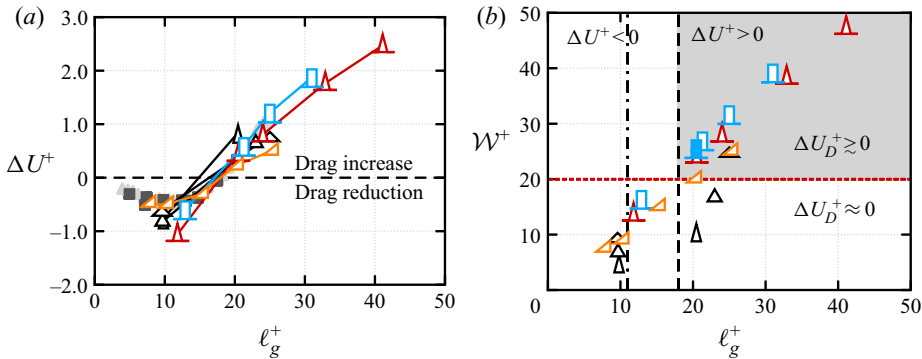 (a)
3.0
2.0
1.0
0
−1.0
−2.0
ΔU⁺
Drag increase
Drag reduction
0 10 20 30 40 50
ℓg⁺
(b)
50
40
30
20
10
𝒲⁺
ΔU⁺<0
ΔU⁺>0
ΔU_D⁺≳0
ΔU_D⁺≈0
0 10 20 30 40 50
ℓg⁺